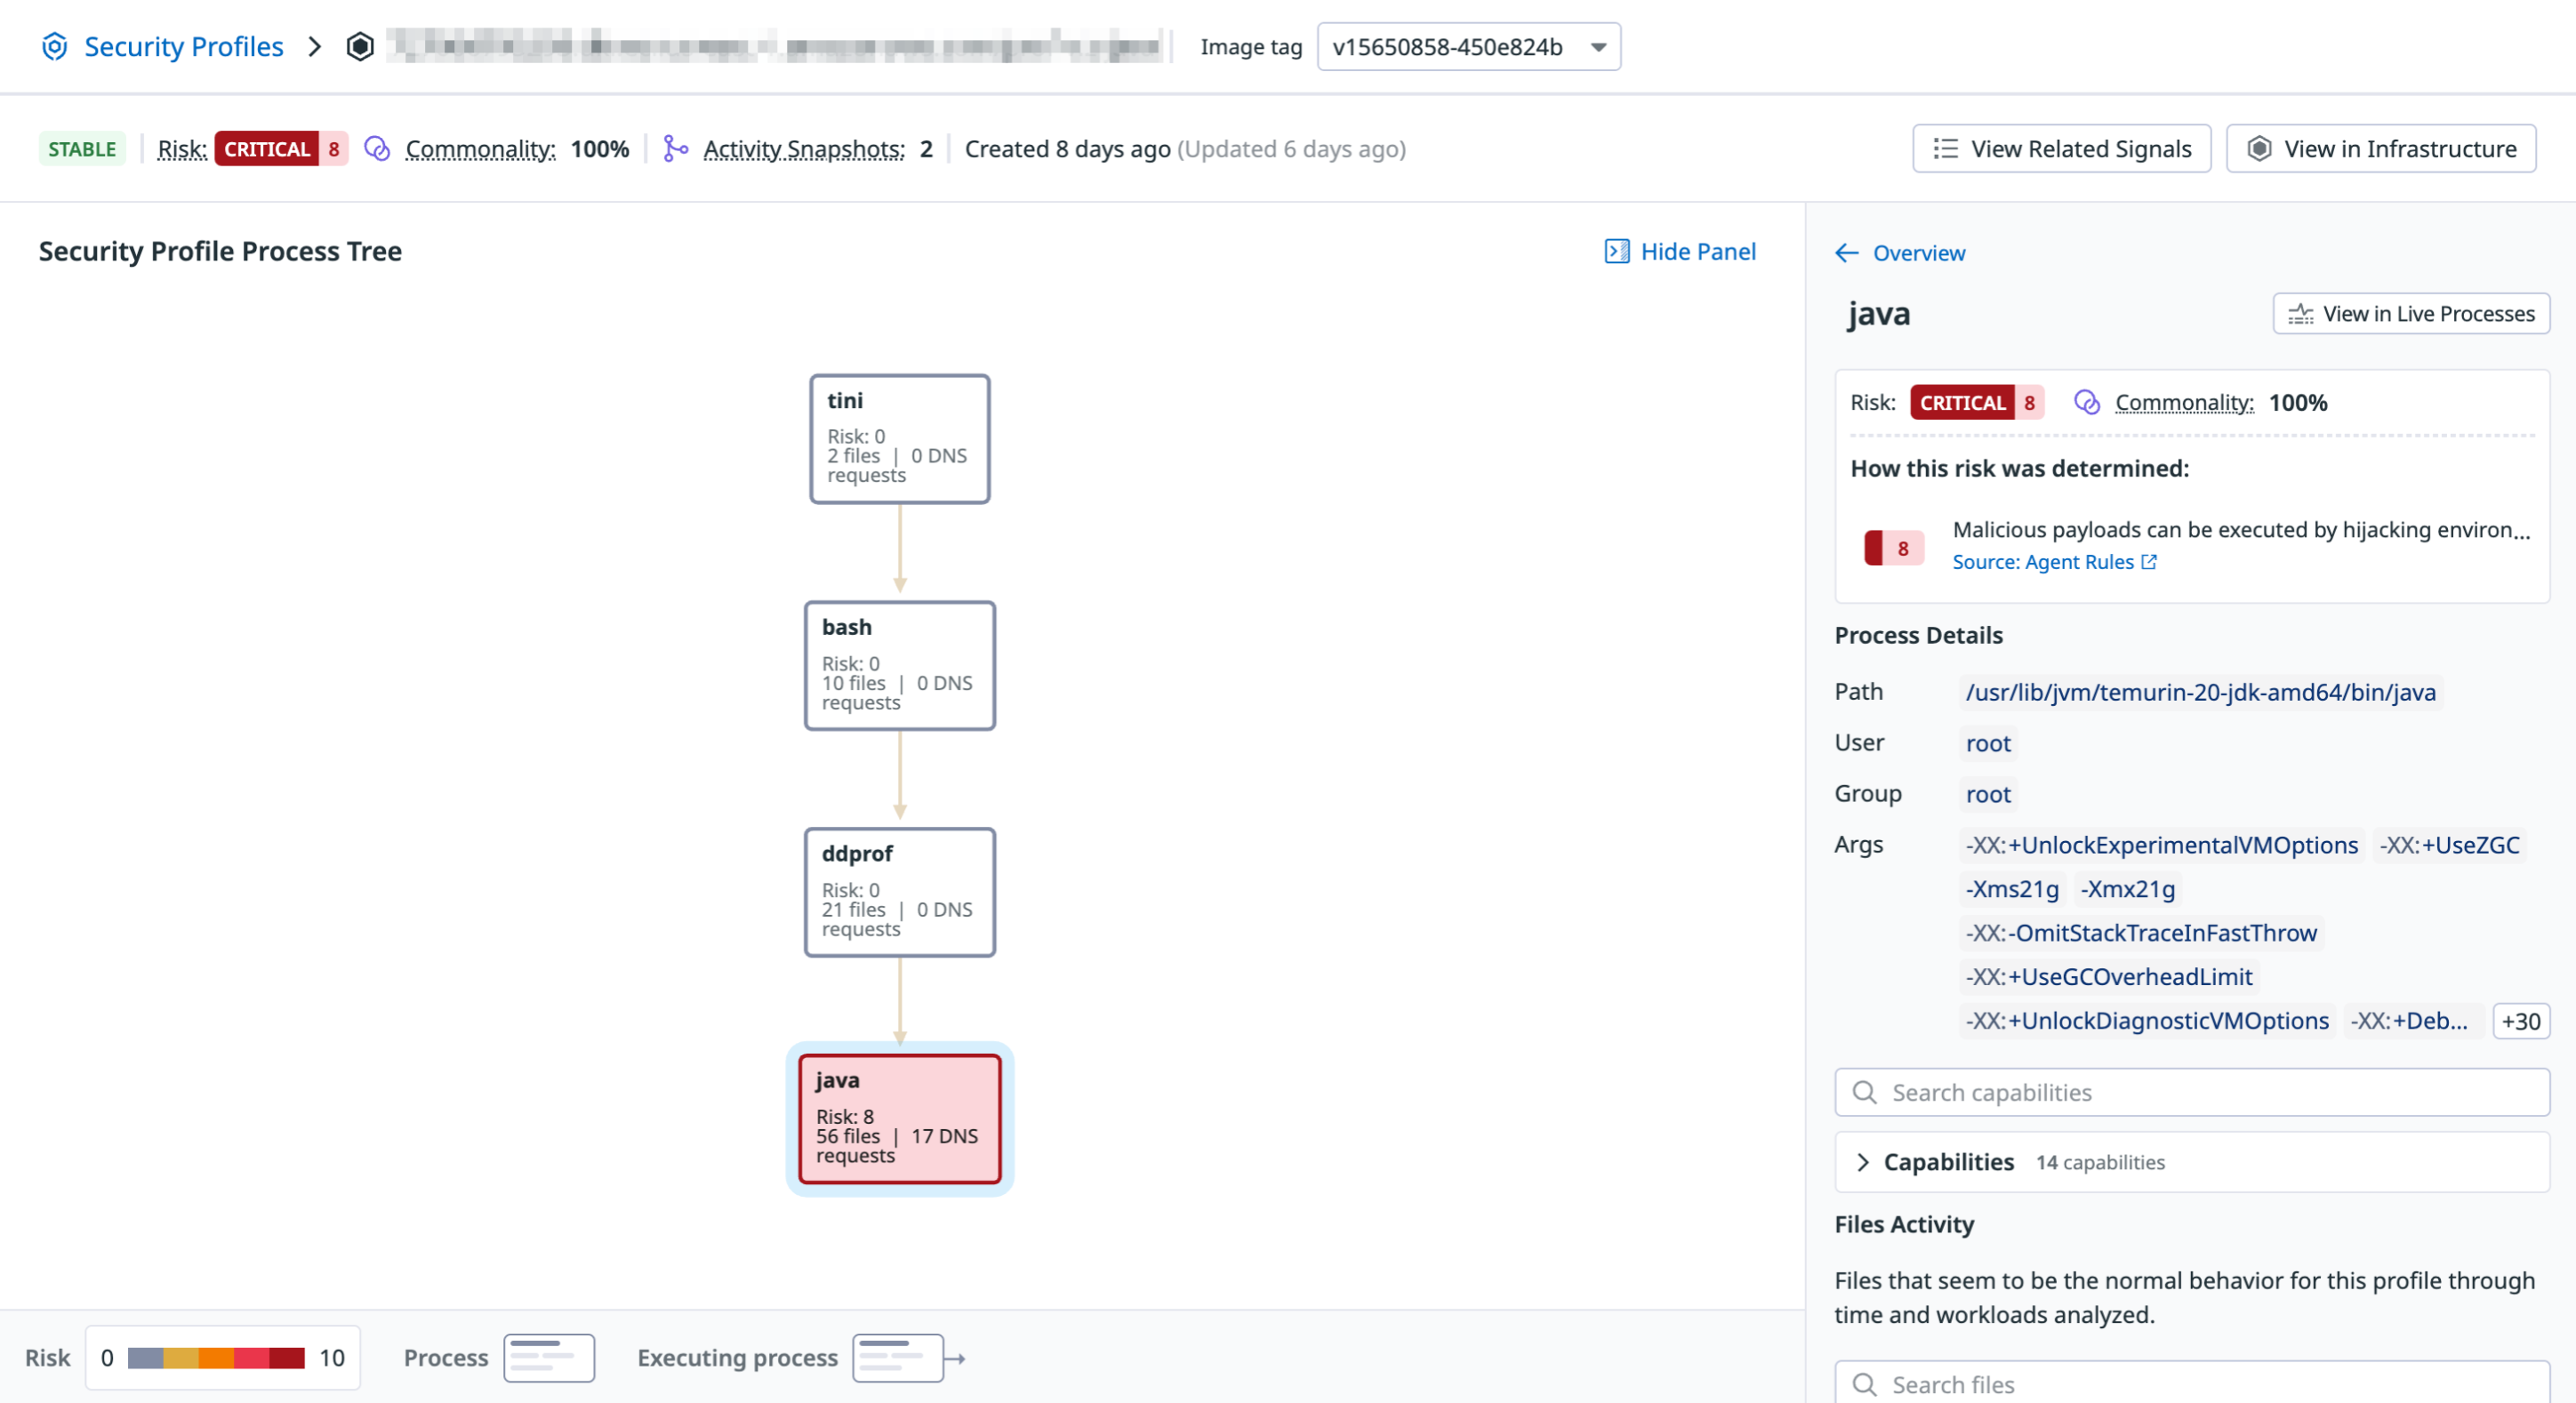 Security Profiles
Image tag v15650858-450e824b
STABLE Risk: CRITICAL 8 Commonality: 100% Activity Snapshots: 2 Created 8 days ago (Updated 6 days ago) View Related Signals View in Infrastructure
Security Profile Process Tree
Hide Panel
tini
Risk: 0
2 files | 0 DNS
requests
bash
Risk: 0
10 files | 0 DNS
requests
ddprof
Risk: 0
21 files | 0 DNS
requests
java
Risk: 8
56 files | 17 DNS
requests
Risk 0 10 Process Executing process
Overview
java View in Live Processes
Risk: CRITICAL 8 Commonality: 100%
How this risk was determined:
8 Malicious payloads can be executed by hijacking environ...
Source: Agent Rules
Process Details
Path /usr/lib/jvm/temurin-20-jdk-amd64/bin/java
User root
Group root
Args -XX:+UnlockExperimentalVMOptions -XX:+UseZGC
-Xms21g -Xmx21g
-XX:-OmitStackTraceInFastThrow
-XX:+UseGCOverheadLimit
-XX:+UnlockDiagnosticVMOptions -XX:+Deb... +30
Search capabilities
Capabilities 14 capabilities
Files Activity
Files that seem to be the normal behavior for this profile through
time and workloads analyzed.
Search files